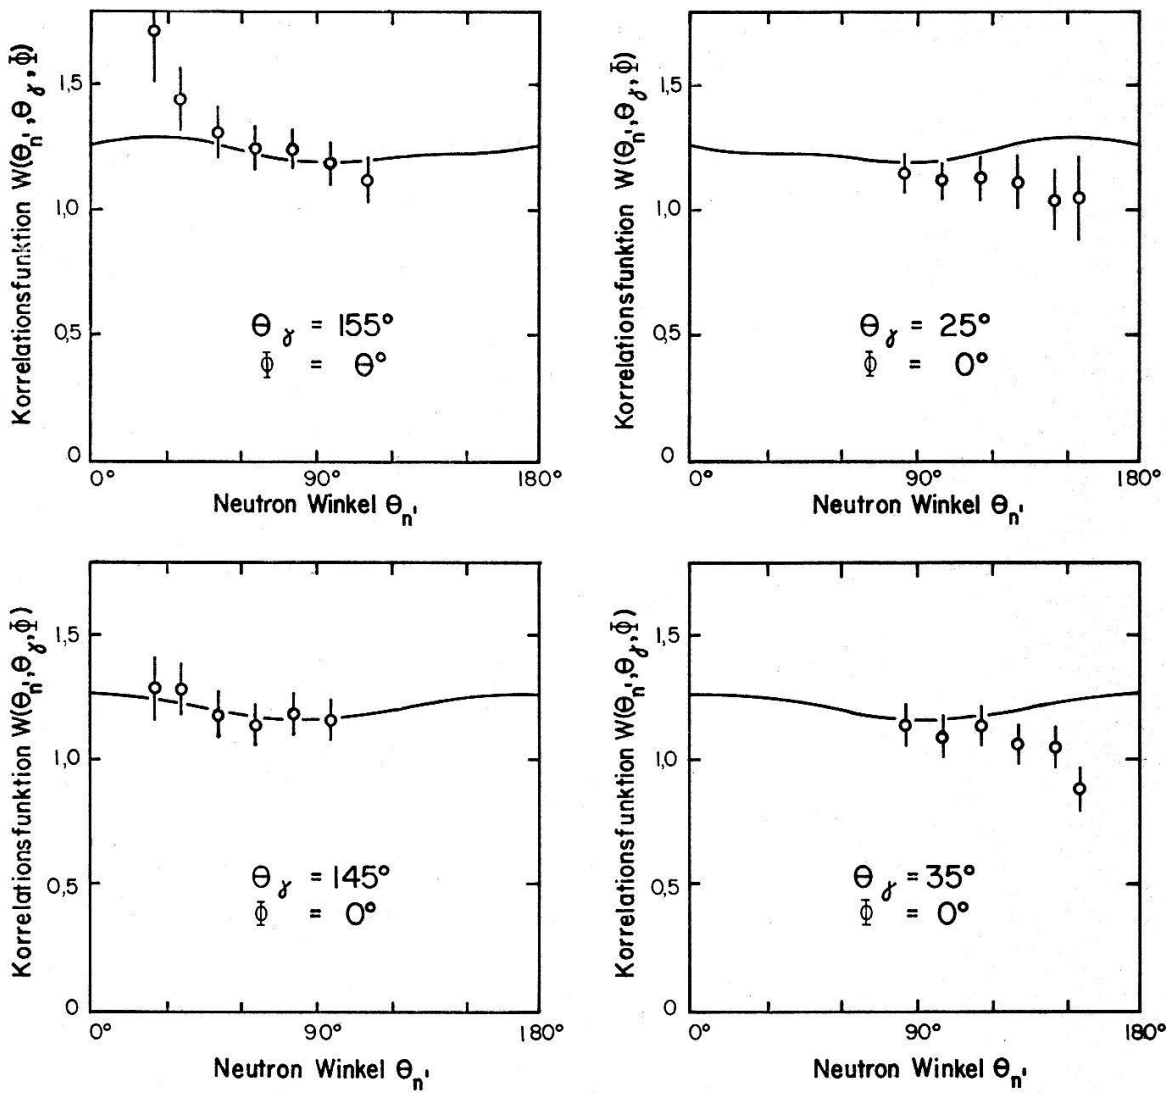 Korrelationsfunktion W(Θn', Θγ, Φ)
1,5
1,0
0,5
0
Θγ = 155°
Φ = Θ°
0° 90° 180°
Neutron Winkel Θn'
Korrelationsfunktion W(Θn', Θγ, Φ)
1,5
1,0
0,5
0
Θγ = 25°
Φ = 0°
0° 90° 180°
Neutron Winkel Θn'
Korrelationsfunktion W(Θn', Θγ, Φ)
1,5
1,0
0,5
0
Θγ = 145°
Φ = 0°
0° 90° 180°
Neutron Winkel Θn'
Korrelationsfunktion W(Θn', Θγ, Φ)
1,5
1,0
0,5
0
Θγ = 35°
Φ = 0°
0° 90° 180°
Neutron Winkel Θn'